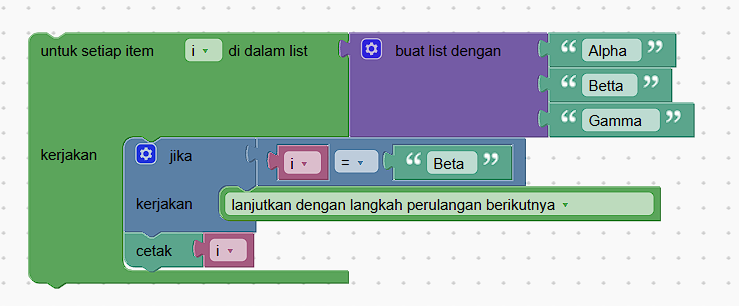 untuk setiap item i di dalam list buat list dengan “ Alpha ”
“ Betta ”
“ Gamma ”
kerjakan jika i = “ Beta ”
kerjakan lanjutkan dengan langkah perulangan berikutnya
cetak i